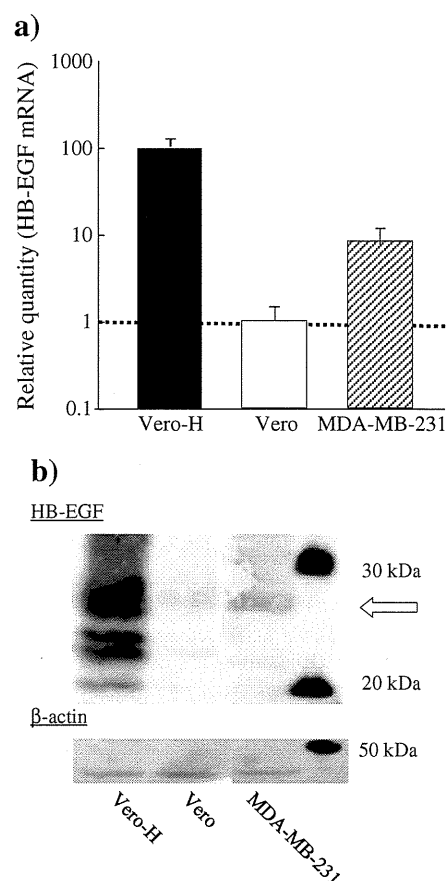 a)
Relative quantity (HB-EGF mRNA)
1000
100
10
1
0.1
Vero-H Vero MDA-MB-231
b)
HB-EGF
30 kDa
20 kDa
β-actin
50 kDa
Vero-H Vero MDA-MB-231